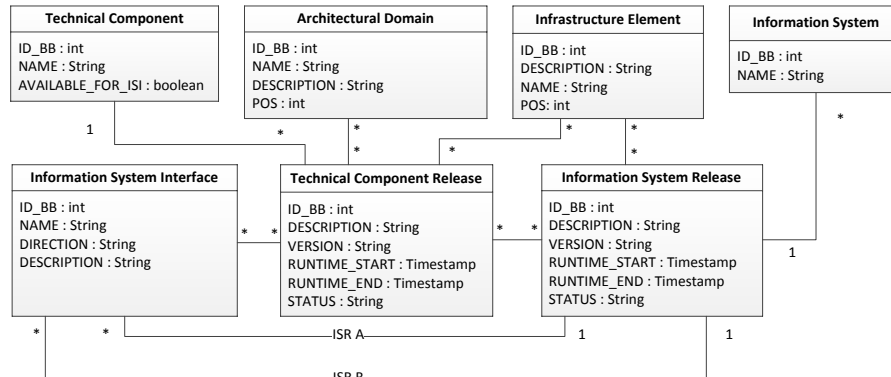 Technical Component
ID_BB : int
NAME : String
AVAILABLE_FOR_ISI : boolean
Architectural Domain
ID_BB : int
NAME : String
DESCRIPTION : String
POS : int
Infrastructure Element
ID_BB : int
DESCRIPTION : String
NAME : String
POS: int
Information System
ID_BB : int
NAME : String
1
*
*
*
*
*
*
*
*
Information System Interface
ID_BB : int
NAME : String
DIRECTION : String
DESCRIPTION : String
Technical Component Release
ID_BB : int
DESCRIPTION : String
VERSION : String
RUNTIME_START : Timestamp
RUNTIME_END : Timestamp
STATUS : String
Information System Release
ID_BB : int
DESCRIPTION : String
VERSION : String
RUNTIME_START : Timestamp
RUNTIME_END : Timestamp
STATUS : String
*
*
*
*
1
*
*
ISR A
1
1
ISR B